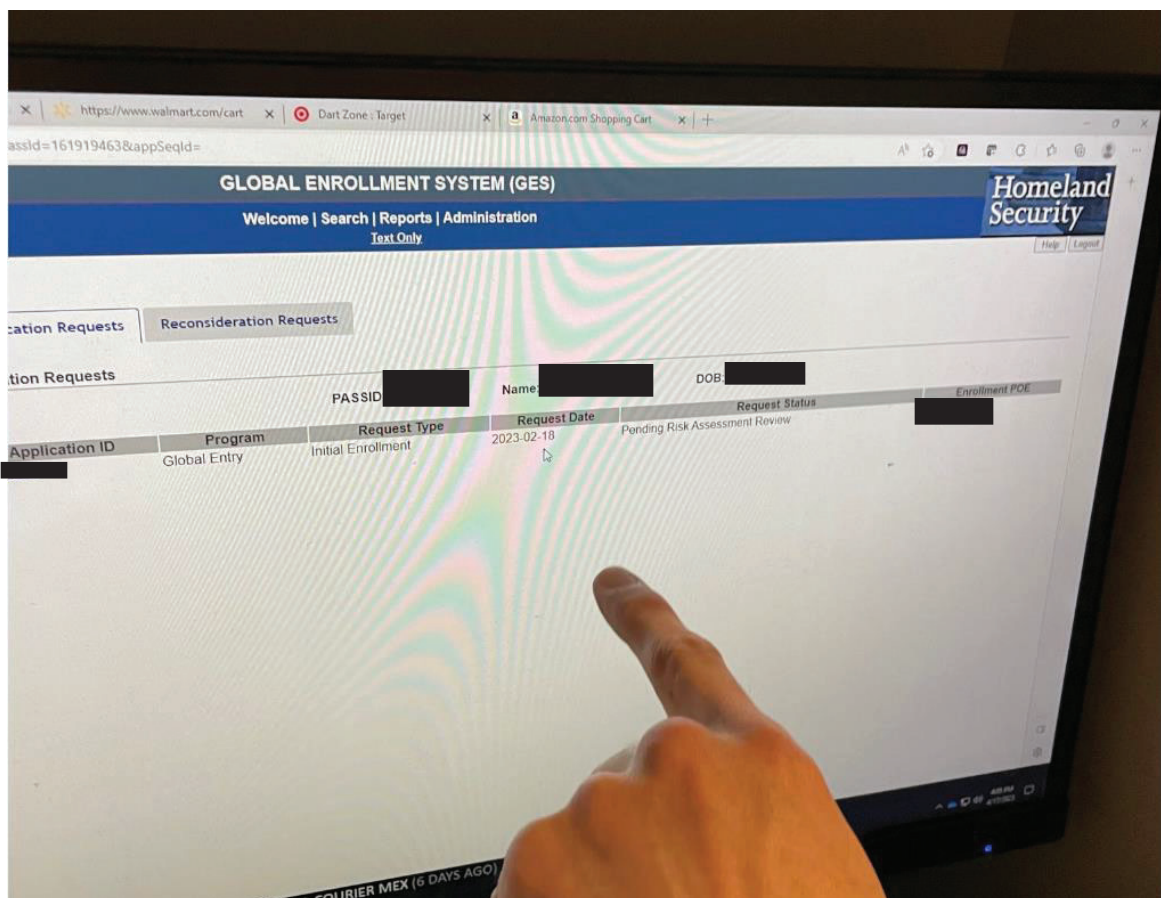 https://www.walmart.com/cart Dart Zone : Target Amazon.com Shopping Cart
assId=161919463&appSeqId=
GLOBAL ENROLLMENT SYSTEM (GES)
Homeland
Security
Welcome | Search | Reports | Administration
Text Only
Help Logout
cation Requests Reconsideration Requests
tion Requests
PASSID Name: DOB:
Application ID Program Request Type Request Date Request Status Enrollment POE
Global Entry Initial Enrollment 2023-02-18 Pending Risk Assessment Review
COURIER MEX (6 DAYS AGO)